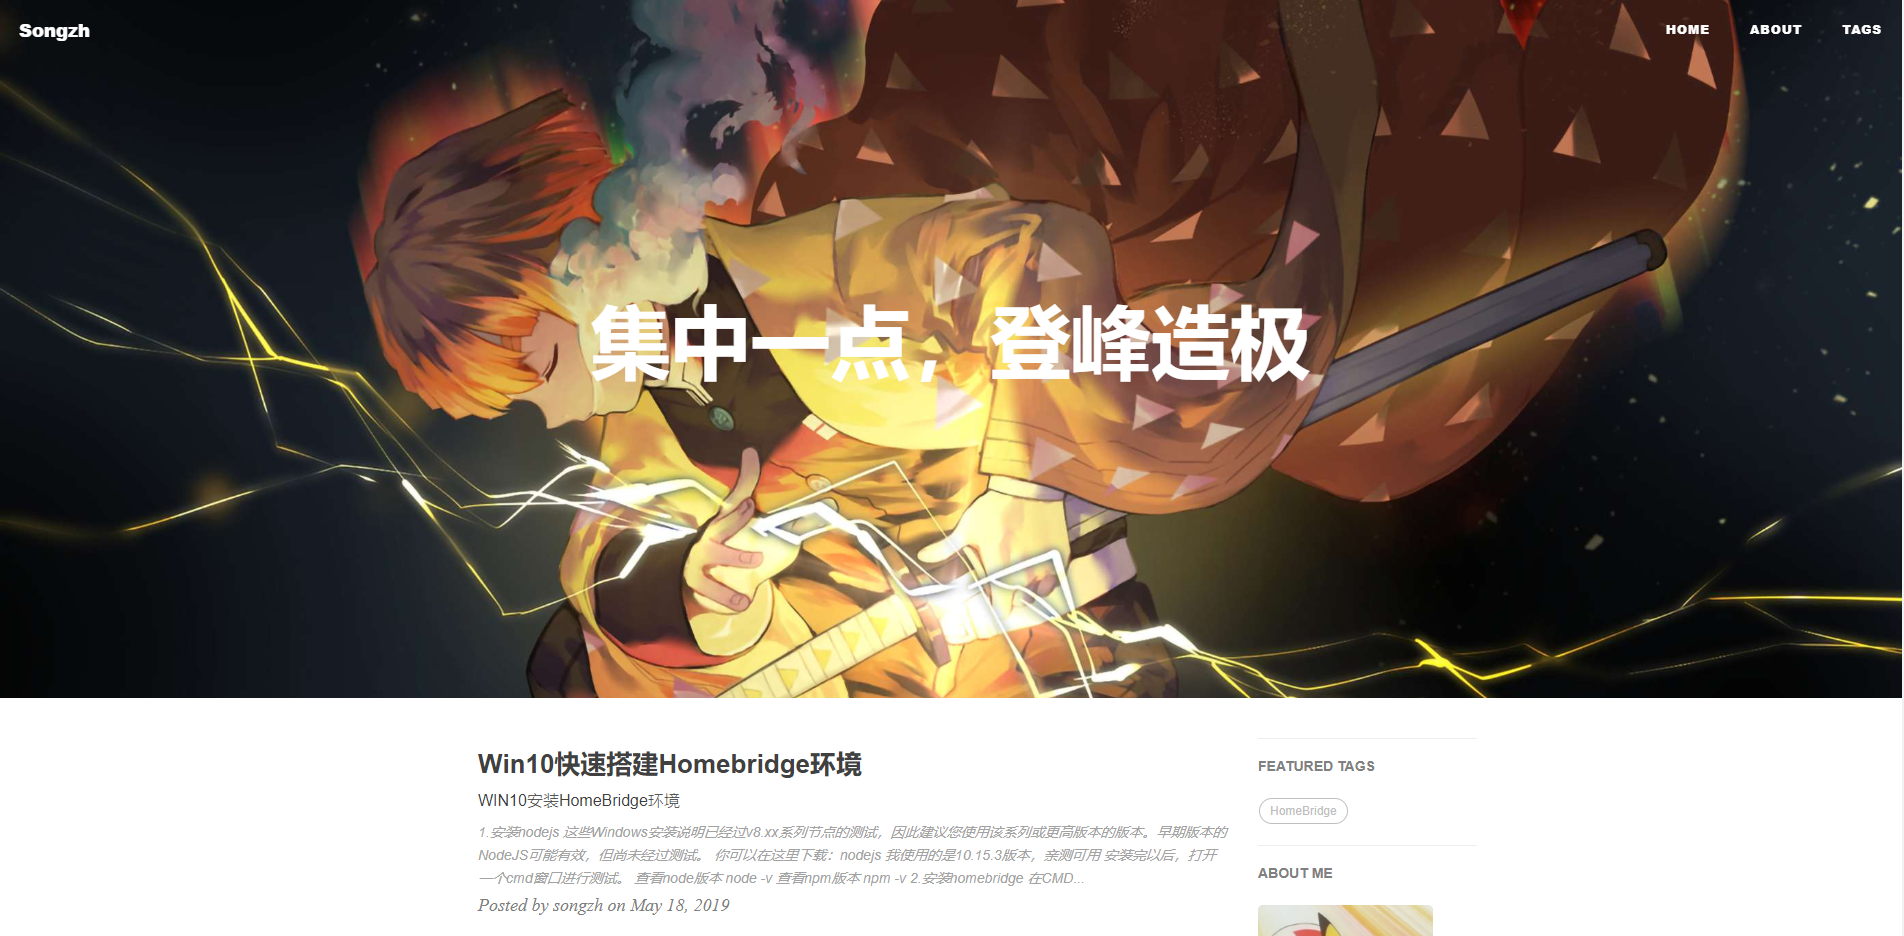 Songzh
HOME ABOUT TAGS
集中一点，登峰造极
Win10快速搭建Homebridge环境
WIN10安装HomeBridge环境
1.安装nodejs 这些Windows安装说明已经过v8.xx系列节点的测试，因此建议您使用该系列或更高版本的版本。早期版本的
NodeJS可能有效，但尚未经过测试。 你可以在这里下载：nodejs 我使用的是10.15.3版本，亲测可用 安装完以后，打开
一个cmd窗口进行测试。 查看node版本 node -v 查看npm版本 npm -v 2.安装homebridge 在CMD...
Posted by songzh on May 18, 2019
FEATURED TAGS
HomeBridge
ABOUT ME